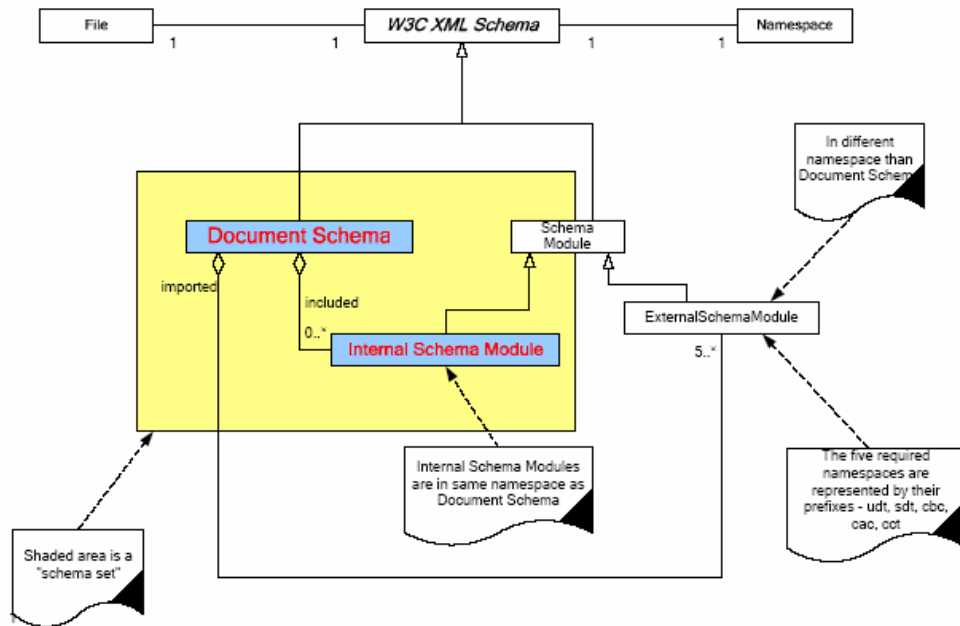 File
W3C XML Schema
Namespace
1
1
1
1
In different
namespace than
Document Schem
Document Schema
Schema
Module
imported
included
0..*
Internal Schema Module
ExternalSchemaModule
5..*
Internal Schema Modules
are in same namespace as
Document Schema
The five required
namespaces are
represented by their
prefixes - udt, sdt, cbc,
cac, cct
Shaded area is a
"schema set"